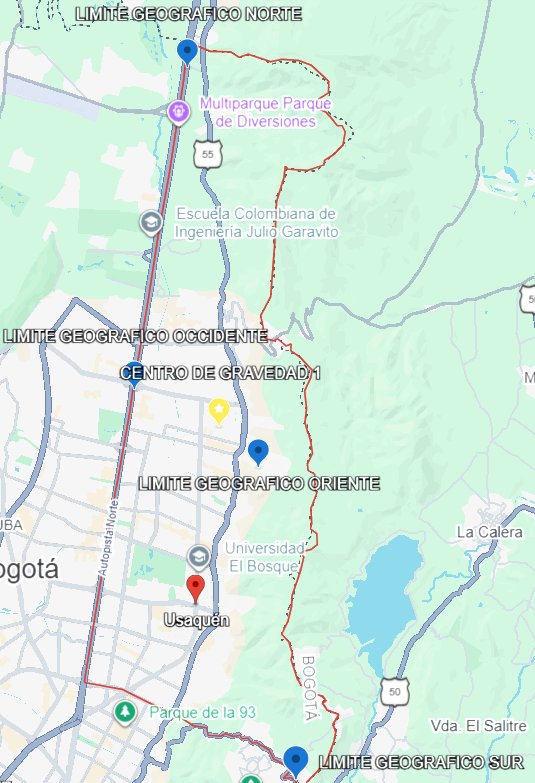 LIMITE GEOGRAFICO NORTE
Multiparque Parque
de Diversiones
55
Escuela Colombiana de
Ingeniería Julio Garavito
50
LIMITE GEOGRAFICO OCCIDENTE
CENTRO DE GRAVEDAD 1
M
LIMITE GEOGRAFICO ORIENTE
Autopista Norte
UBA
La Calera
Universidad
El Bosque
ogotá
Usaquén
BOGOTÁ
50
Parque de la 93
Vda. El Salitre
LIMITE GEOGRAFICO SUR